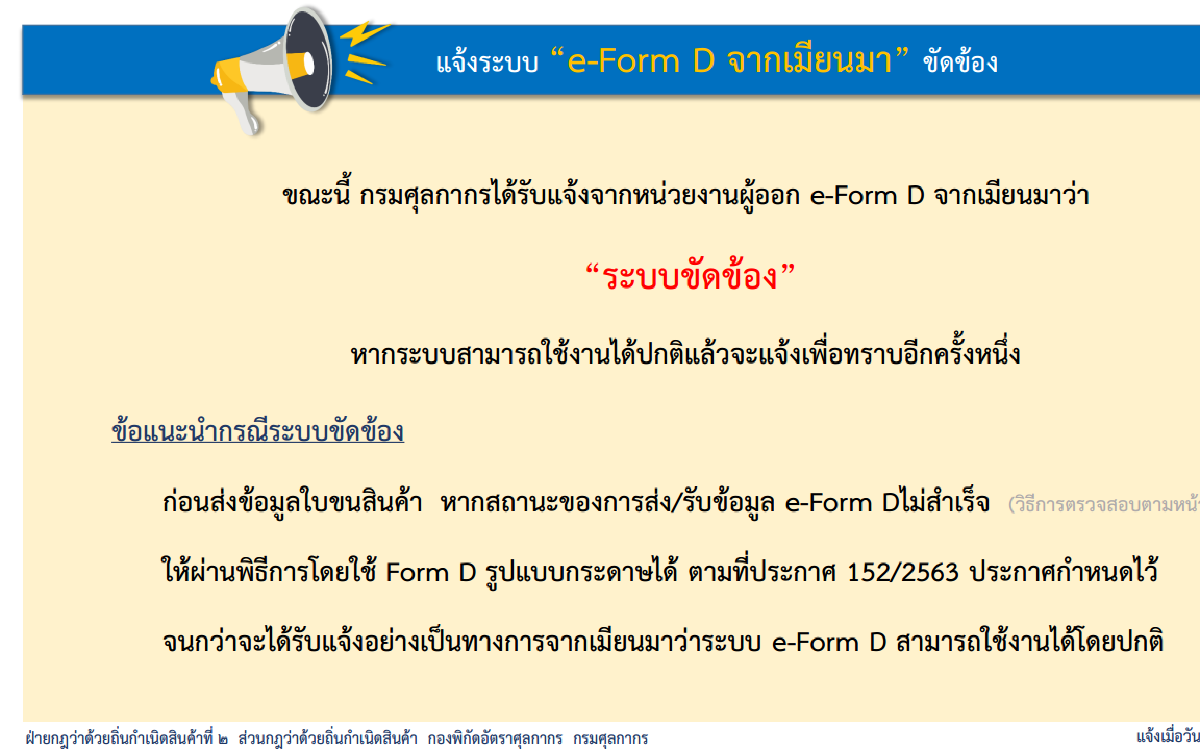 แจ้งระบบ “e-Form D จากเมียนมา” ขัดข้อง
ขณะนี้ กรมศุลกากรได้รับแจ้งจากหน่วยงานผู้ออก e-Form D จากเมียนมาว่า
“ระบบขัดข้อง”
หากระบบสามารถใช้งานได้ปกติแล้วจะแจ้งเพื่อทราบอีกครั้งหนึ่ง
ข้อแนะนำกรณีระบบขัดข้อง
ก่อนส่งข้อมูลใบขนสินค้า หากสถานะของการส่ง/รับข้อมูล e-Form Dไม่สำเร็จ (วิธีการตรวจสอบตามหน้
ให้ผ่านพิธีการโดยใช้ Form D รูปแบบกระดาษได้ ตามที่ประกาศ 152/2563 ประกาศกำหนดไว้
จนกว่าจะได้รับแจ้งอย่างเป็นทางการจากเมียนมาว่าระบบ e-Form D สามารถใช้งานได้โดยปกติ
ฝ่ายกฎว่าด้วยถิ่นกำเนิดสินค้าที่ ๒ ส่วนกฎว่าด้วยถิ่นกำเนิดสินค้า กองพิกัดอัตราศุลกากร กรมศุลกากร แจ้งเมื่อวัน